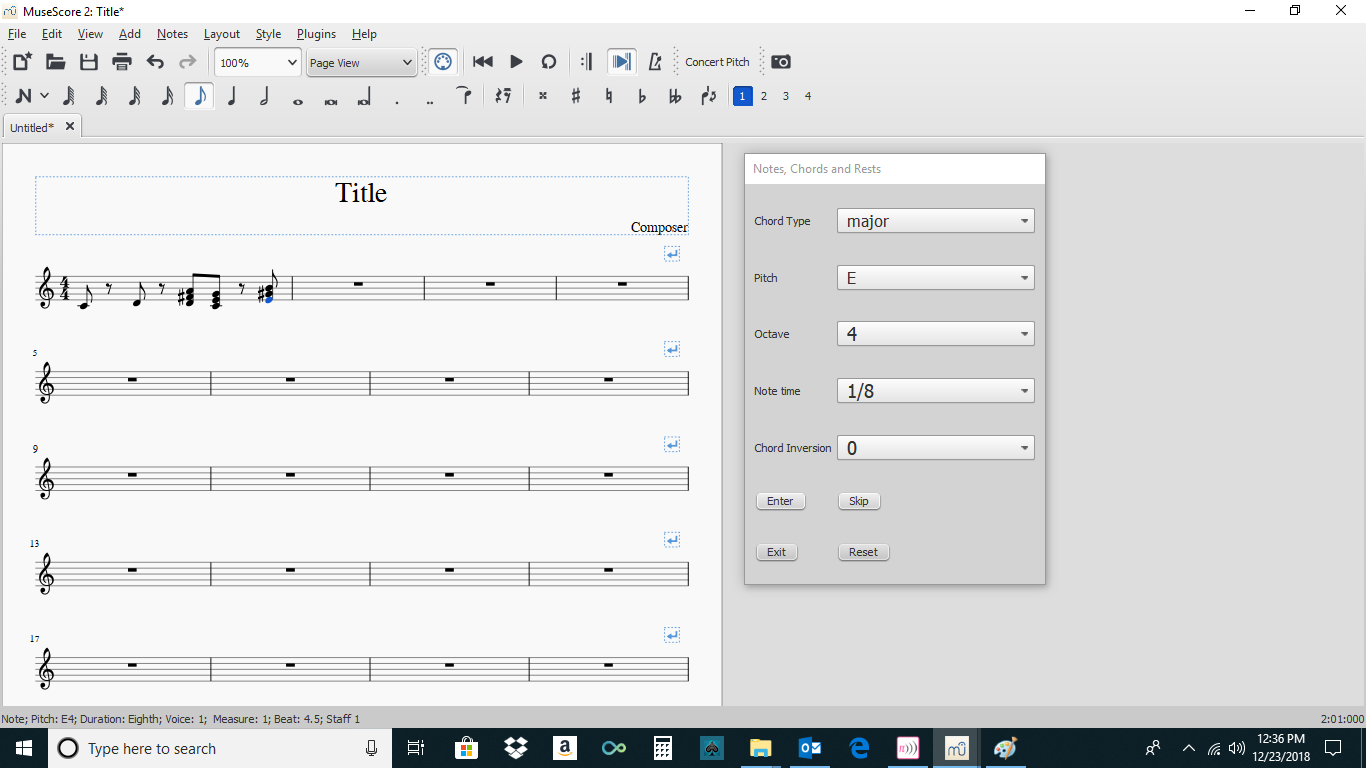 MuseScore 2: Title*
File Edit View Add Notes Layout Style Plugins Help
100% Page View Concert Pitch
1 2 3 4
Untitled*
Title
Composer
4
4
5
9
13
17
Notes, Chords and Rests
Chord Type major
Pitch E
Octave 4
Note time 1/8
Chord Inversion 0
Enter Skip
Exit Reset
Note; Pitch: E4; Duration: Eighth; Voice: 1; Measure: 1; Beat: 4.5; Staff 1 2:01:000
Type here to search
12:36 PM
12/23/2018